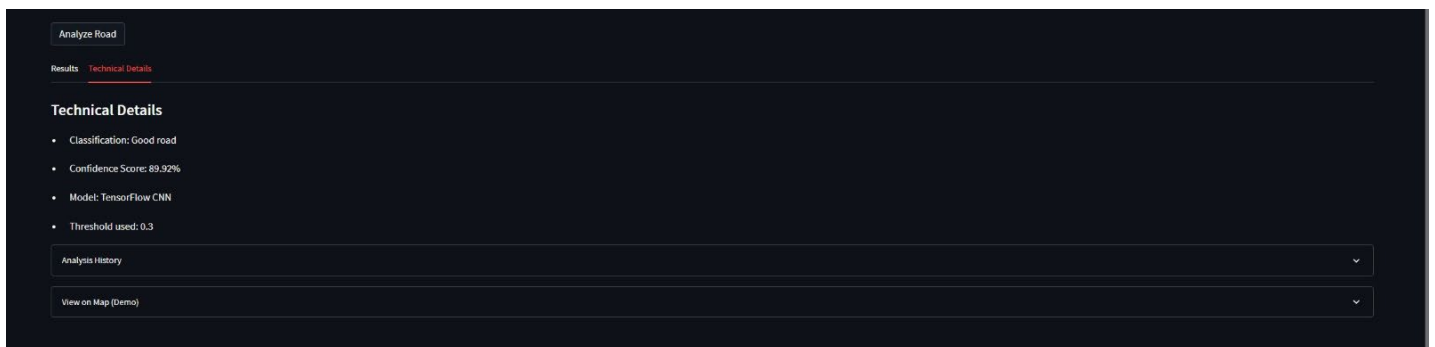 Analyze Road
Results Technical Details
Technical Details
• Classification: Good road
• Confidence Score: 89.92%
• Model: TensorFlow CNN
• Threshold used: 0.3
Analysis History
View on Map (Demo)